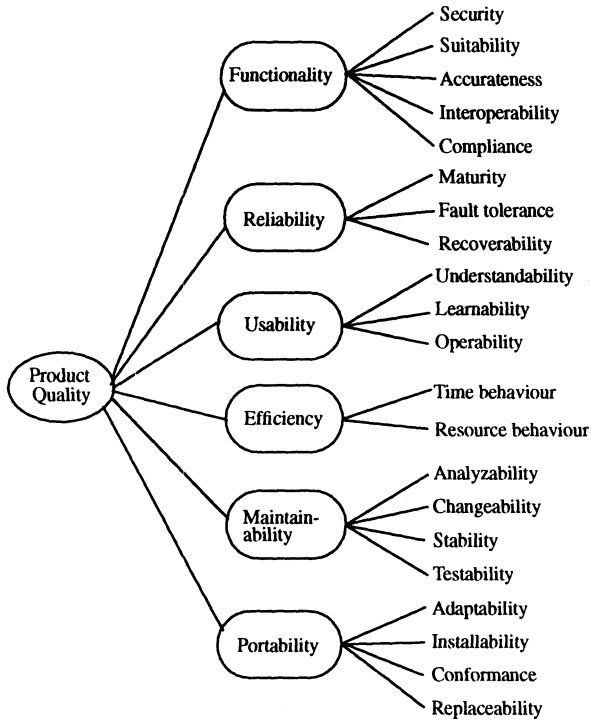 Security
Suitability
Functionality
Accurateness
Interoperability
Compliance
Maturity
Fault tolerance
Reliability
Recoverability
Understandability
Learnability
Usability
Operability
Product
Quality
Time behaviour
Efficiency
Resource behaviour
Analyzability
Changeability
Maintain-
ability
Stability
Testability
Adaptability
Installability
Portability
Conformance
Replaceability